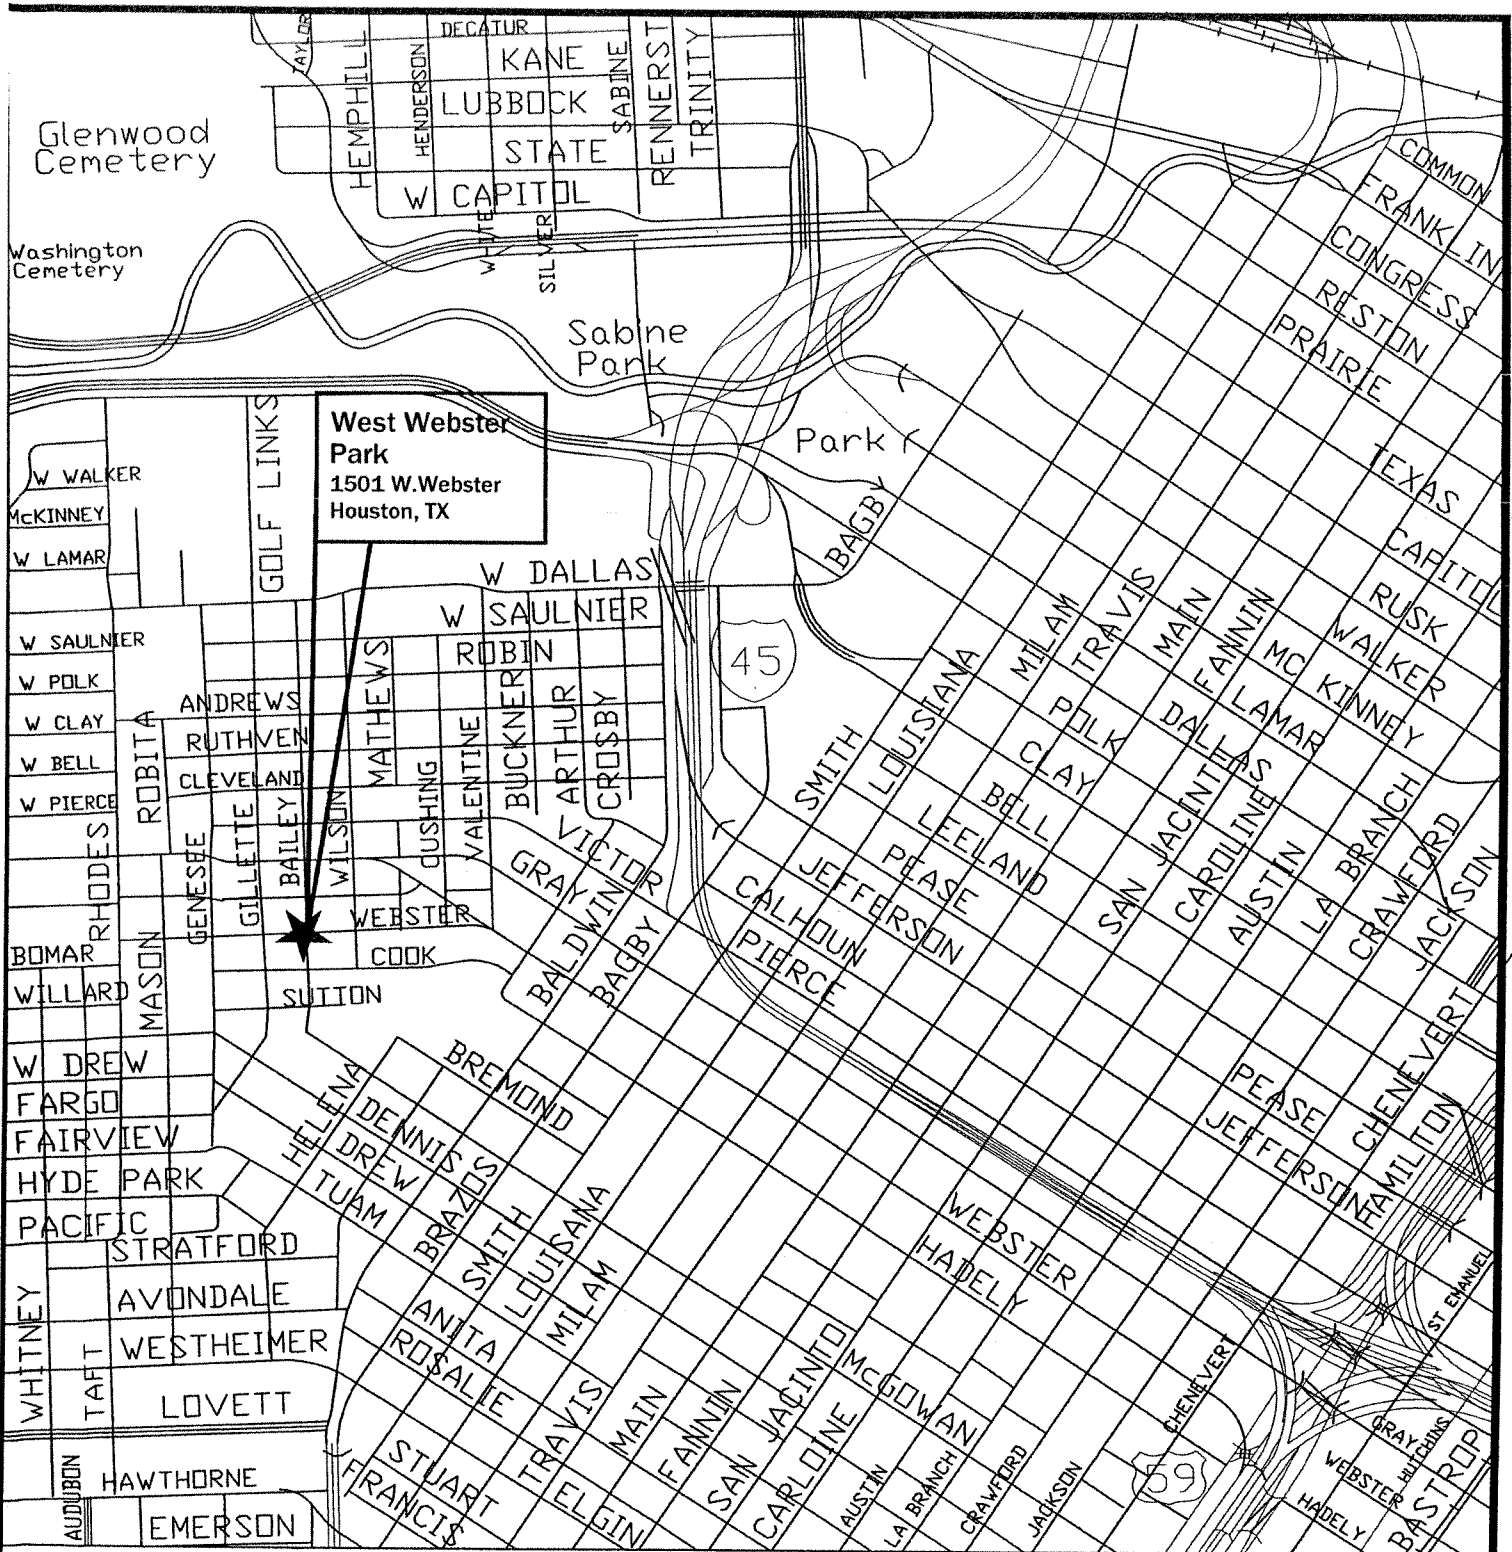 DECATUR
TAYLOR
HEMPHILL
HENDERSON
KANE
SABINE
RENNERST
TRINITY
LUBBOCK
STATE
W CAPITOL
WHITE
SILVER
Glenwood
Cemetery
Washington
Cemetery
Sabine
Park
COMMON
FRANKLIN
CONGRESS
RESTON
PRAIRIE
TEXAS
CAPITOL
RUSK
WALKER
MC KINNEY
LAMAR
DALLAS
POLK
CLAY
BELL
LEELAND
PEASE
JEFFERSON
CALHOUN
PIERCE
West Webster
Park
1501 W.Webster
Houston, TX
Park
BAGBY
GOLF LINKS
W WALKER
McKINNEY
W LAMAR
W DALLAS
W SAULNIER
W SAULNIER
ROBIN
45
W POLK
W CLAY
W BELL
W PIERCE
ANDREWS
RUTHVEN
CLEVELAND
ROBITA
RHODES
MASON
GENESEE
GILLETTE
BAILEY
WILSON
MATHEWS
CUSHING
VALENTINE
BUCKNER
ARTHUR
CROSBY
VICTOR
GRAY
WEBSTER
COOK
SUTTON
BALDWIN
BAGBY
SMITH
LOUISIANA
MILAM
TRAVIS
MAIN
FANNIN
SAN JACINTO
CAROLINE
AUSTIN
LA BRANCH
CRAWFORD
JACKSON
CHENEVERT
HAMILTON
BOMAR
WILLARD
W DREW
FARGO
FAIRVIEW
HYDE PARK
PACIFIC
STRATFORD
AVONDALE
WESTHEIMER
LOVETT
HAWTHORNE
EMERSON
WHITNEY
TAFT
AUDUBON
HELENA
BREMOND
DENNIS
DREW
TUAM
BRAZOS
SMITH
LOUISANA
MILAM
ANITA
ROSALIE
STUART
FRANCIS
TRAVIS
ELGIN
MAIN
FANNIN
SAN JACINTO
CARLOINE
McGOWAN
AUSTIN
LA BRANCH
CRAWFORD
JACKSON
WEBSTER
HADELY
PEASE
JEFFERSON
CHENEVERT
ST EMANUEL
59
GRAY
HUTCHINS
WEBSTER
HADELY
BASTROP